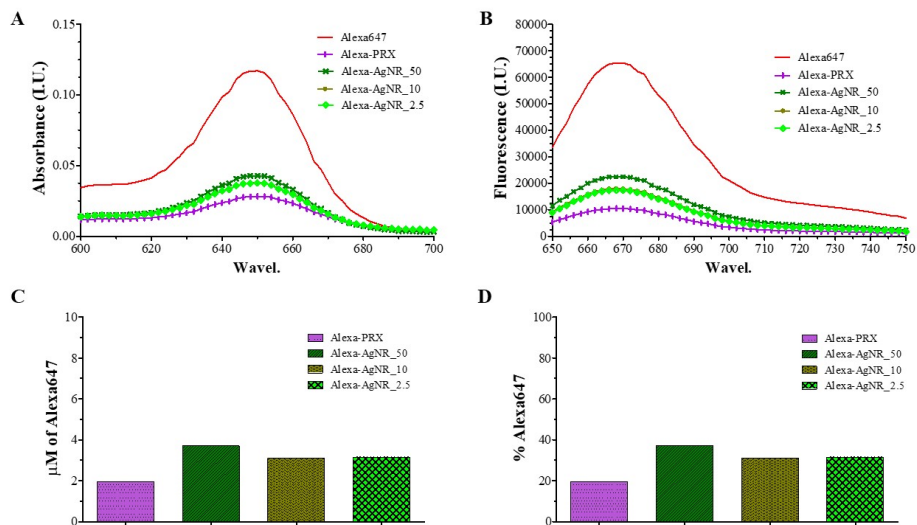 A
Absorbance (I.U.)
0.15
0.10
0.05
0.00
600
620
640
660
680
700
Wavel.
Alexa647
Alexa-PRX
Alexa-AgNR_50
Alexa-AgNR_10
Alexa-AgNR_2.5
B
Fluorescence (I.U.)
80000
70000
60000
50000
40000
30000
20000
10000
0
650
660
670
680
690
700
710
720
730
740
750
Wavel.
Alexa647
Alexa-PRX
Alexa-AgNR_50
Alexa-AgNR_10
Alexa-AgNR_2.5
C
µM of Alexa647
10
8
6
4
2
0
Alexa-PRX
Alexa-AgNR_50
Alexa-AgNR_10
Alexa-AgNR_2.5
D
% Alexa647
100
80
60
40
20
0
Alexa-PRX
Alexa-AgNR_50
Alexa-AgNR_10
Alexa-AgNR_2.5